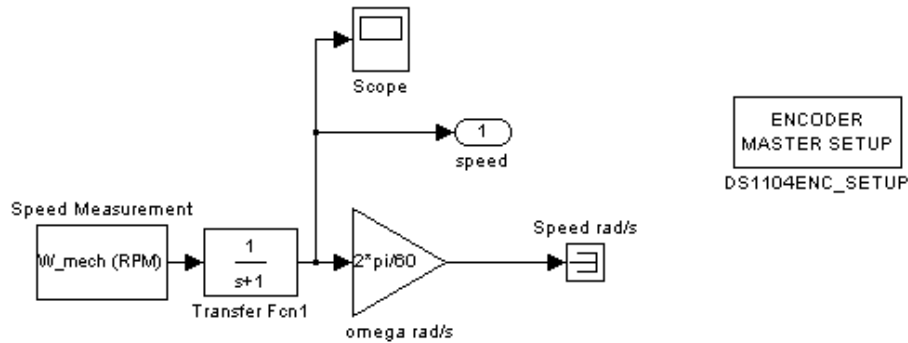 Scope
1
speed
ENCODER
MASTER SETUP
DS1104ENC_SETUP
Speed Measurement
W_mech (RPM)
1
s+1
Transfer Fcn1
2*pi/60
omega rad/s
Speed rad/s